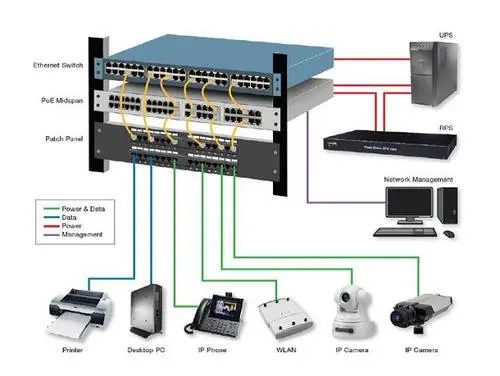 UPS
Ethernet Switch
PoE Midspan
RPS
Patch Panel
Network Management
Power & Data
Data
Power
Management
Printer
Desktop PC
IP Phone
WLAN
IP Camera
IP Camera